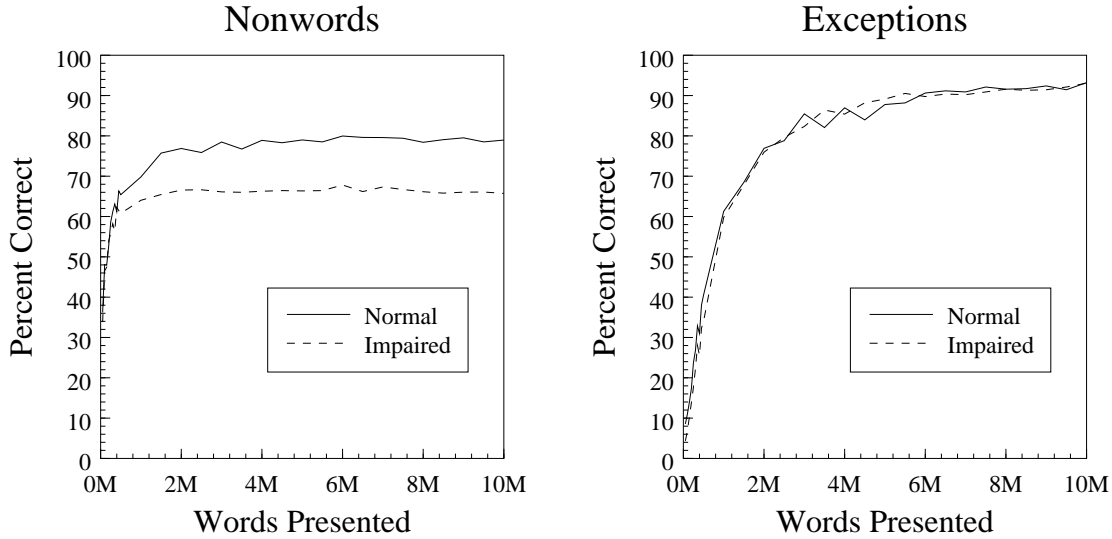 Nonwords
Percent Correct
100
90
80
70
60
50
40
30
20
10
0
Normal
Impaired
0M 2M 4M 6M 8M 10M
Words Presented
Exceptions
Percent Correct
100
90
80
70
60
50
40
30
20
10
0
Normal
Impaired
0M 2M 4M 6M 8M 10M
Words Presented